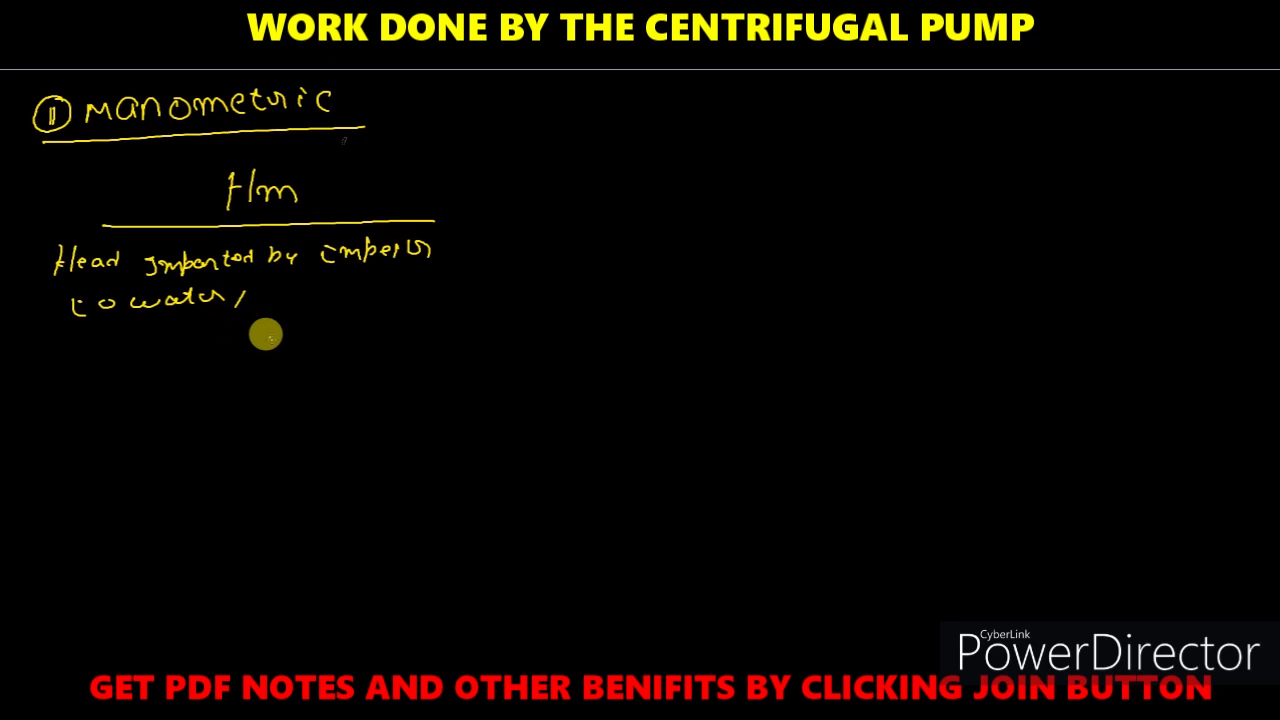 WORK DONE BY THE CENTRIFUGAL PUMP
① Manometric
Hm
Head Imparted by
to water /
CyberLink
PowerDirector
GET PDF NOTES AND OTHER BENIFITS BY CLICKING JOIN BUTTON